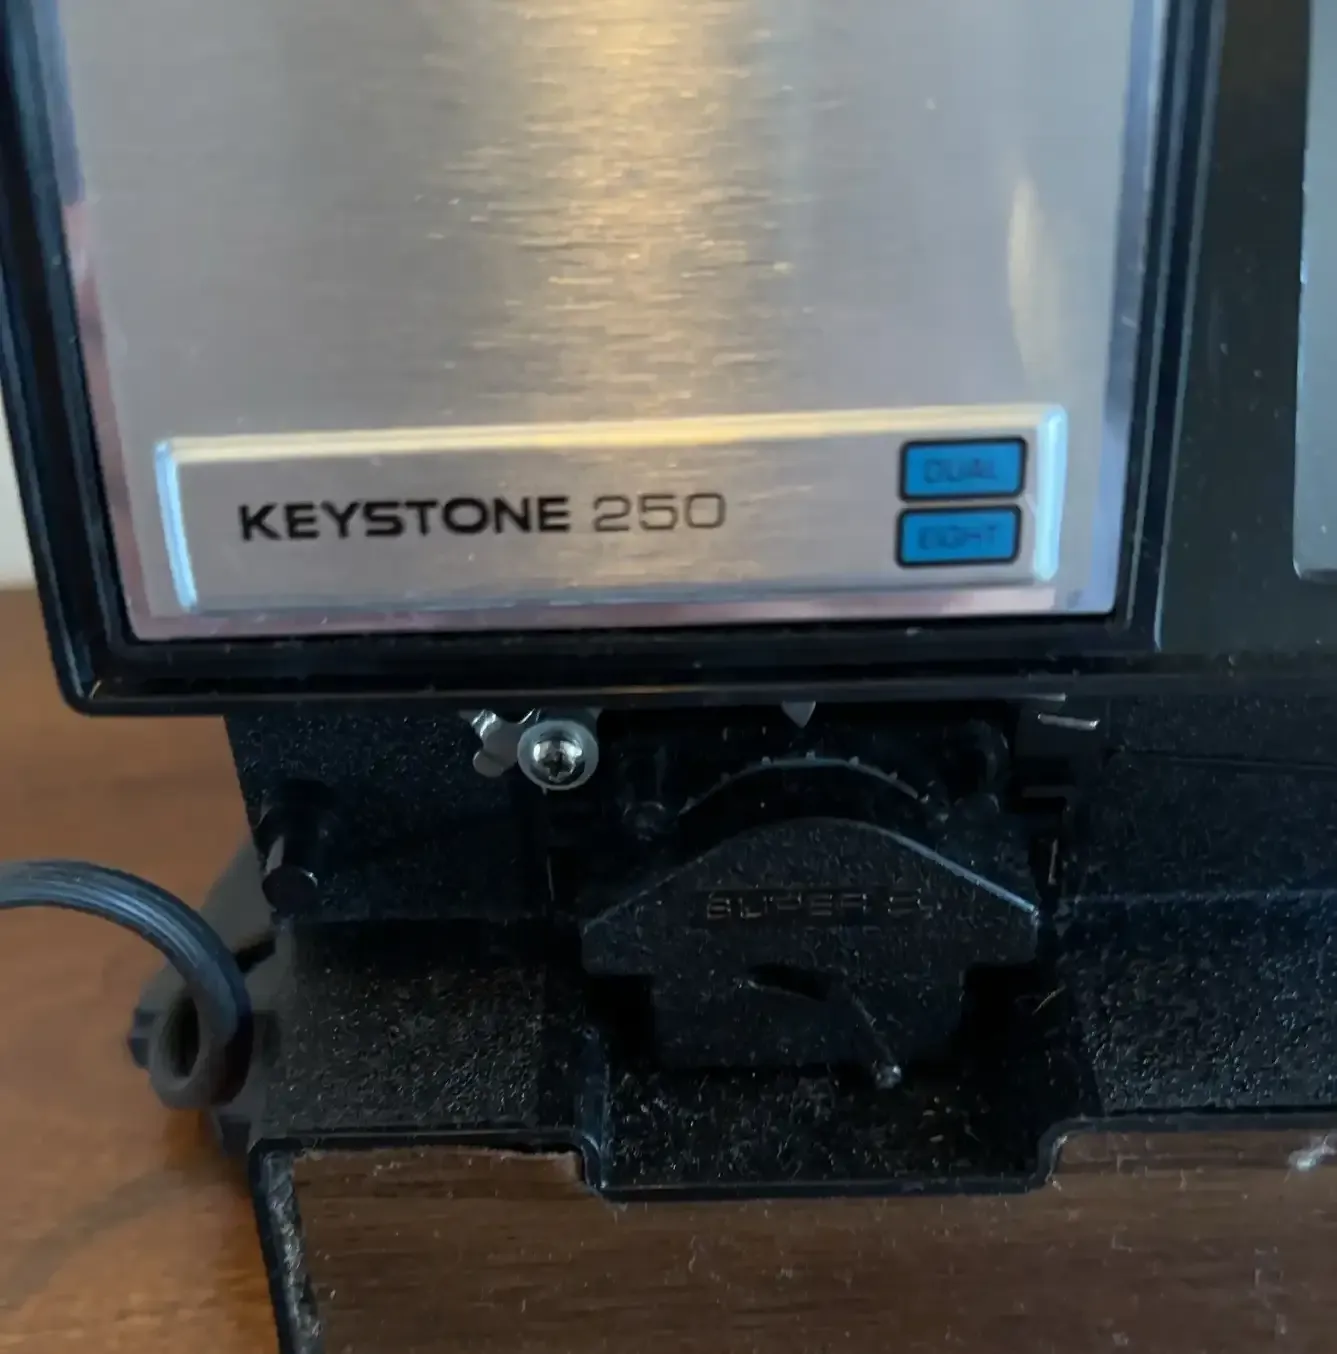 KEYSTONE 250
DUAL
EIGHT
SUPER 8